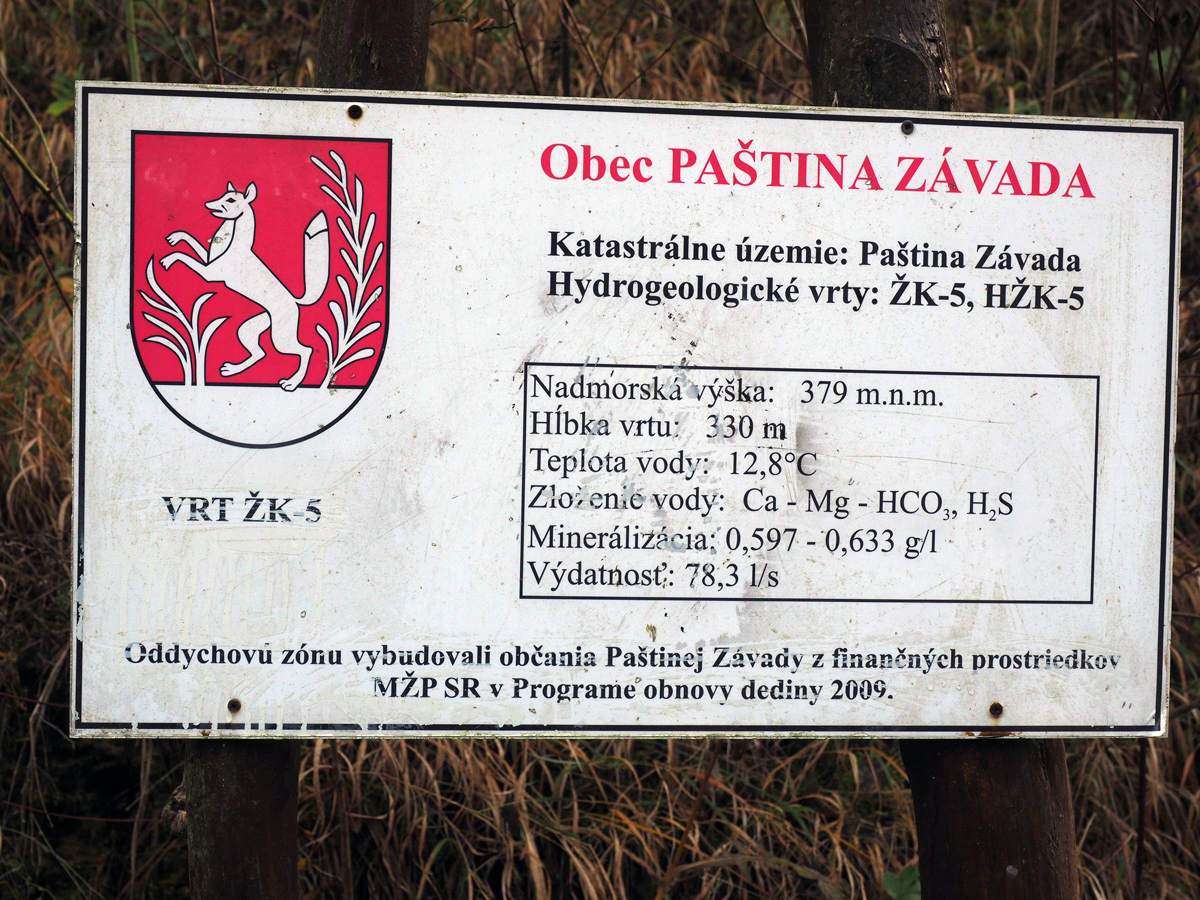 Obec PAŠTINA ZÁVADA
Katastrálne územie: Paština Závada
Hydrogeologické vrty: ŽK-5, HŽK-5
Nadmorská výška: 379 m.n.m.
Hĺbka vrtu: 330 m
Teplota vody: 12,8°C
Zloženie vody: Ca - Mg - HCO₃, H₂S
Minerálizácia: 0,597 - 0,633 g/l
Výdatnosť: 78,3 l/s
VRT ŽK-5
Oddychovú zónu vybudovali občania Paštinej Závady z finančných prostriedkov
MŽP SR v Programe obnovy dediny 2009.